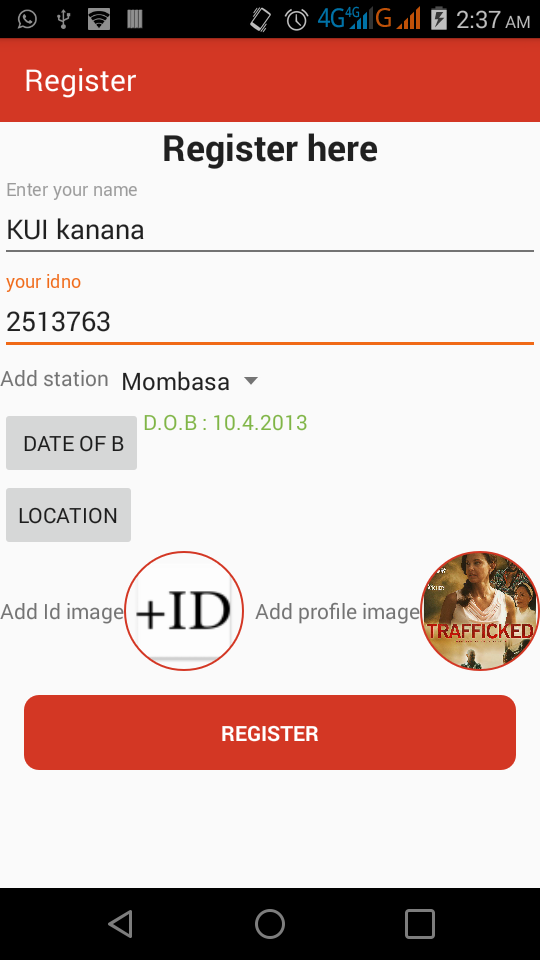 4G 4G G 2:37 AM
Register
Register here
Enter your name
KUI kanana
your idno
2513763
Add station Mombasa
DATE OF B D.O.B : 10.4.2013
LOCATION
Add Id image +ID Add profile image
TRAFFICKED
REGISTER